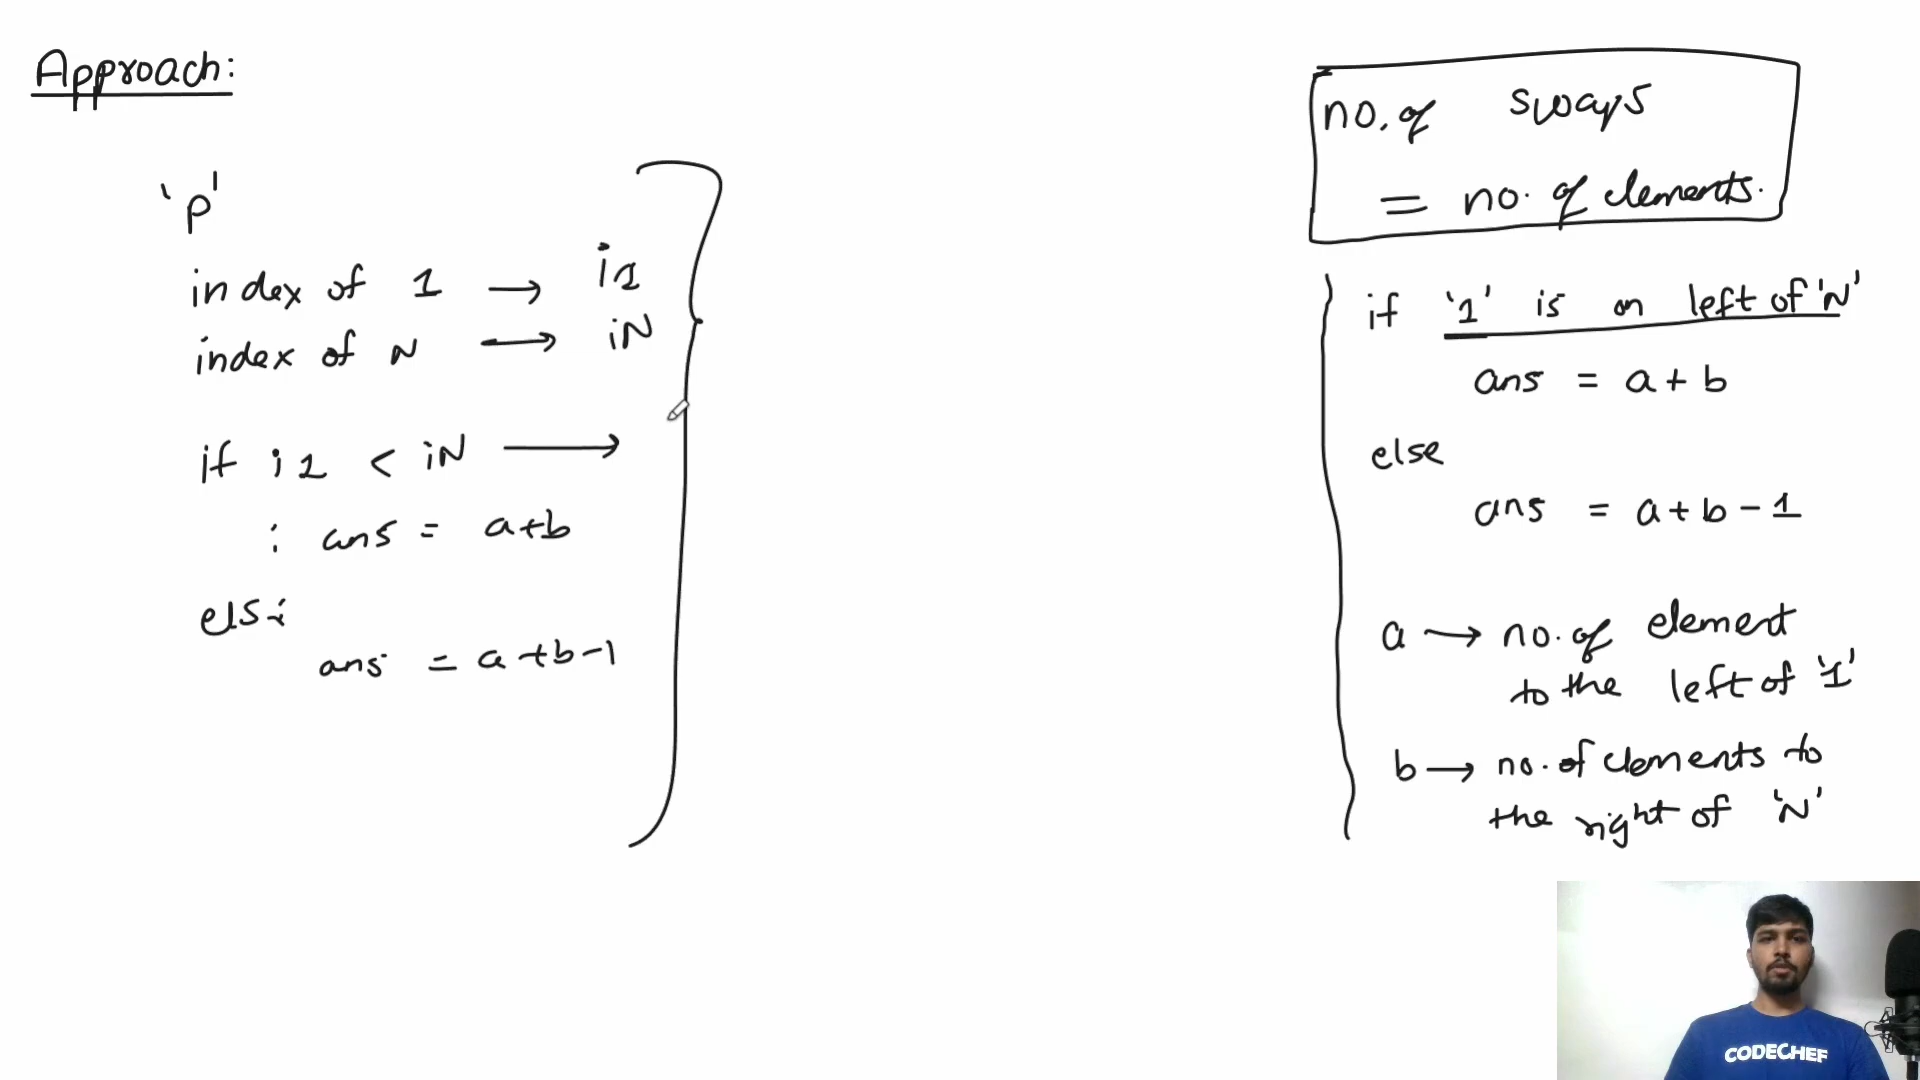 Approach:
'P'
index of 1 → i1
index of N → iN
if i1 < iN →
: ans = a+b
else:
ans = a+b-1
no. of swaps
= no. of elements.
if '1' is on left of 'N'
ans = a+b
else
ans = a+b-1
a → no. of element
to the left of '1'
b → no. of elements to
the right of 'N'
CODECHEF